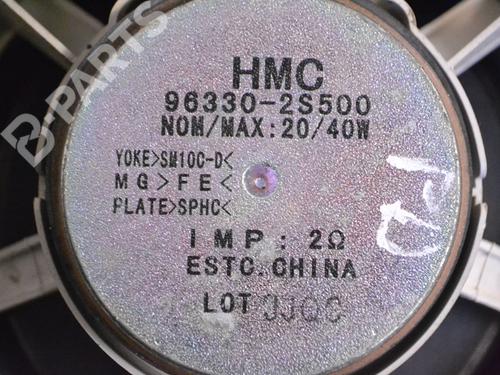 HMC
96330-2S500
NOM/MAX:20/40W
YOKE>SM10C-D<
MG>FE<
PLATE>SPHC<
IMP: 2Ω
ESTC.CHINA
LOT
B-PARTS